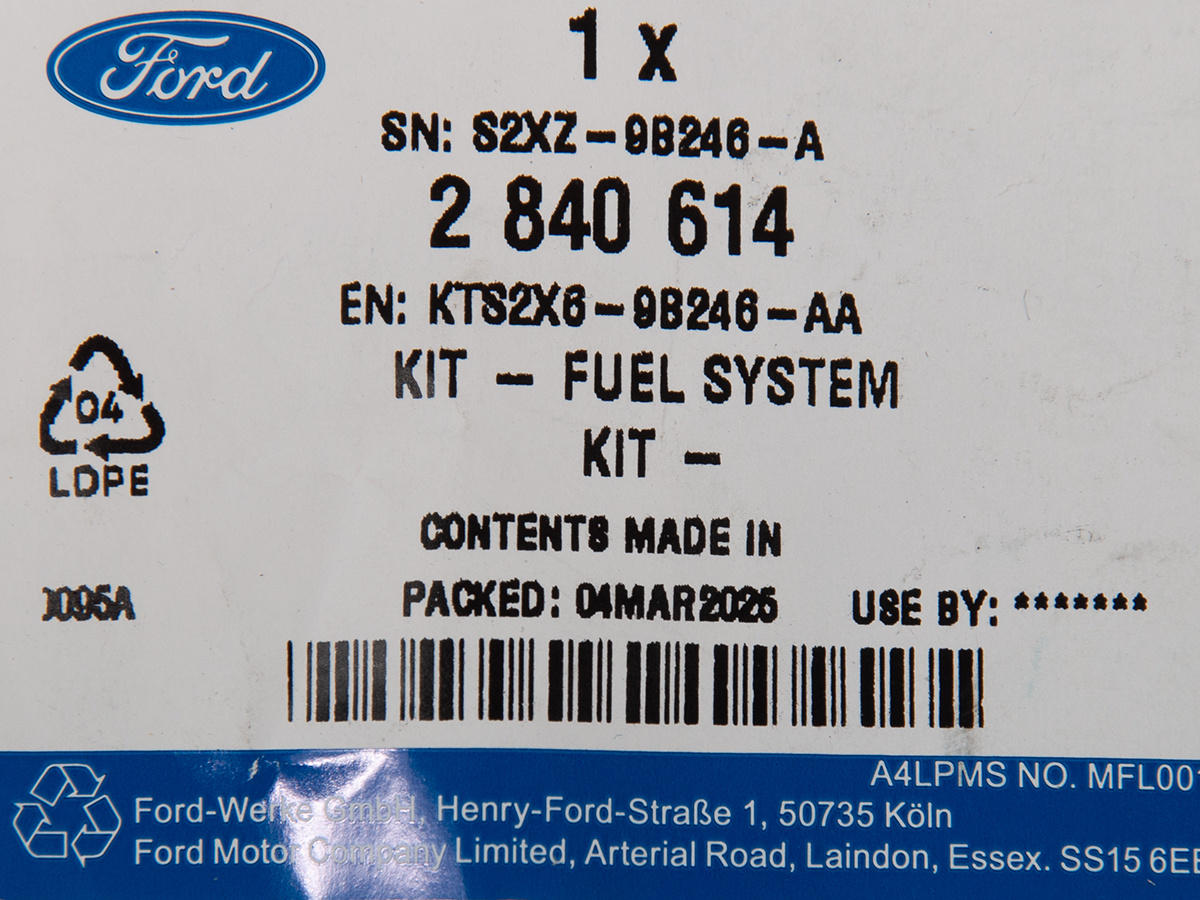 Ford
1 x
SN: S2XZ-9B246-A
2 840 614
EN: KTS2X6-9B246-AA
KIT - FUEL SYSTEM
KIT -
04
LDPE
CONTENTS MADE IN
PACKED: 04MAR2025
USE BY: *******
A4LPMS NO. MFL001
Ford-Werke GmbH, Henry-Ford-Straße 1, 50735 Köln
Ford Motor Company Limited, Arterial Road, Laindon, Essex. SS15 6EE